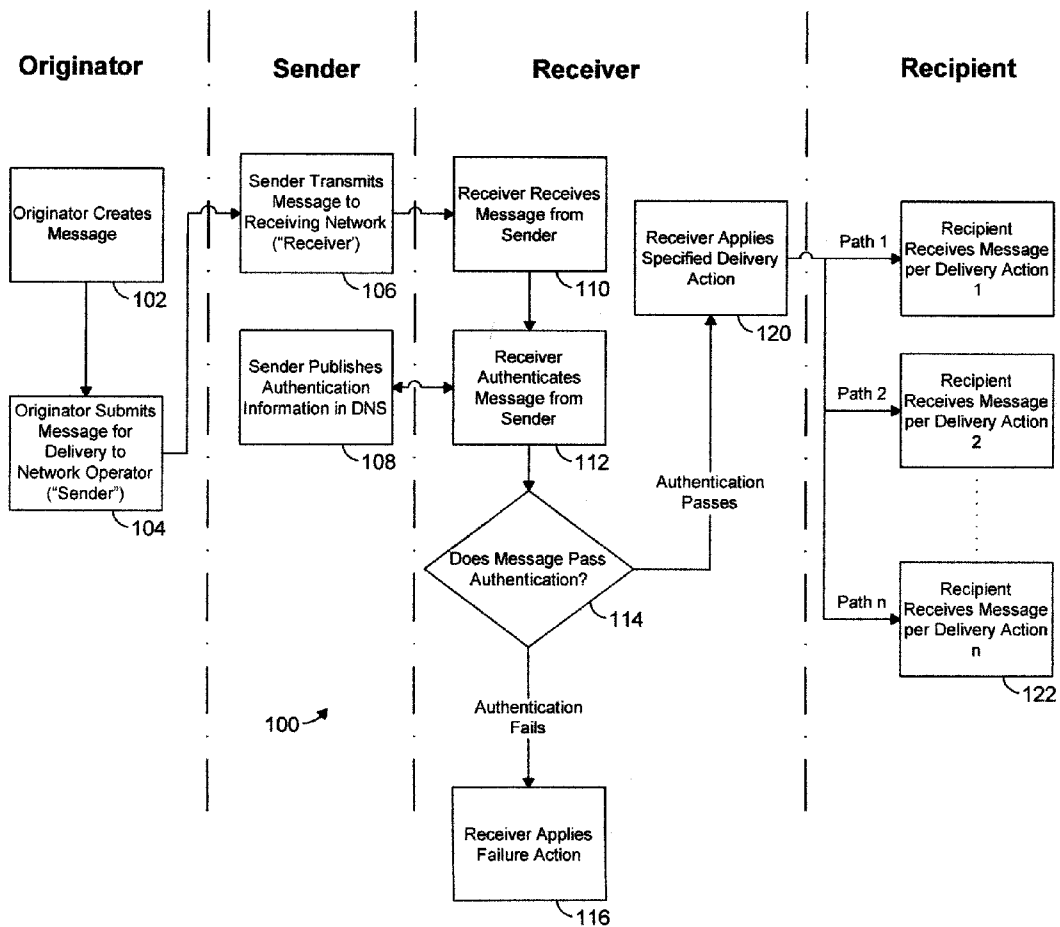 Originator
Sender
Receiver
Recipient
Originator Creates
Message
102
Originator Submits
Message for
Delivery to
Network Operator
("Sender")
104
Sender Transmits
Message to
Receiving Network
("Receiver')
106
Sender Publishes
Authentication
Information in DNS
108
Receiver Receives
Message from
Sender
110
Receiver
Authenticates
Message from
Sender
112
Does Message Pass
Authentication?
114
Authentication
Passes
Authentication
Fails
Receiver Applies
Failure Action
116
Receiver Applies
Specified Delivery
Action
120
Path 1
Recipient
Receives Message
per Delivery Action
1
Path 2
Recipient
Receives Message
per Delivery Action
2
Path n
Recipient
Receives Message
per Delivery Action
n
122
100